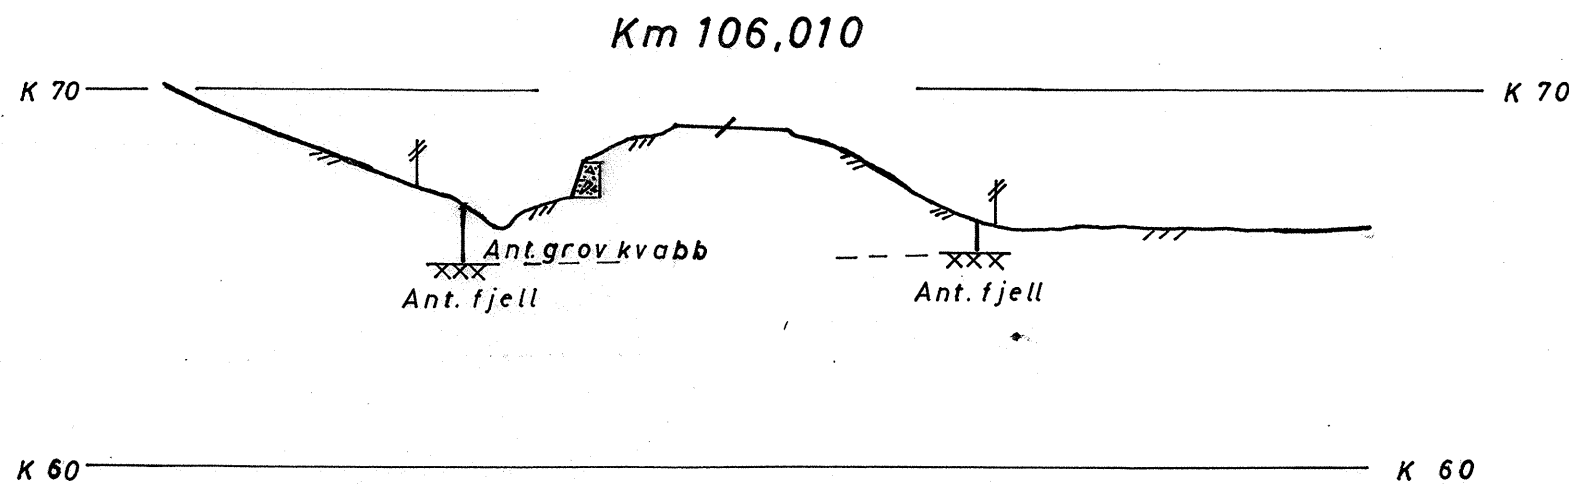 Km 106,010
K 70
K 70
Ant. grov kvabb
Ant. fjell
Ant. fjell
K 60
K 60